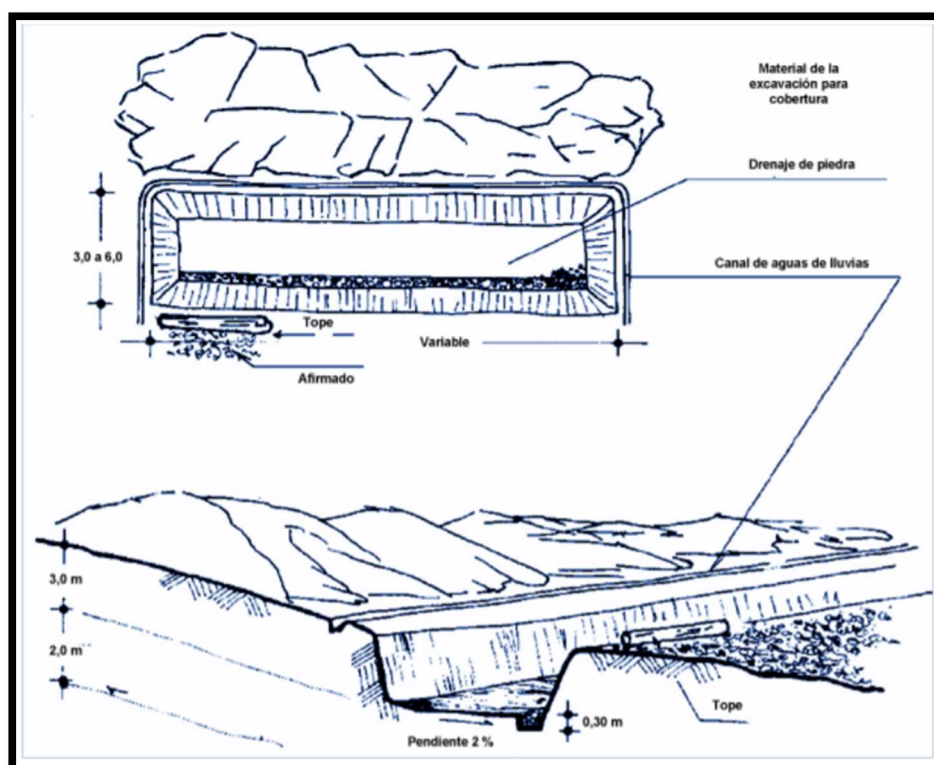 Material de la
excavación para
cobertura
Drenaje de piedra
3,0 a 6,0
Canal de aguas de lluvias
Tope
Variable
Afirmado
3,0 m
2,0 m
Tope
0,30 m
Pendiente 2 %